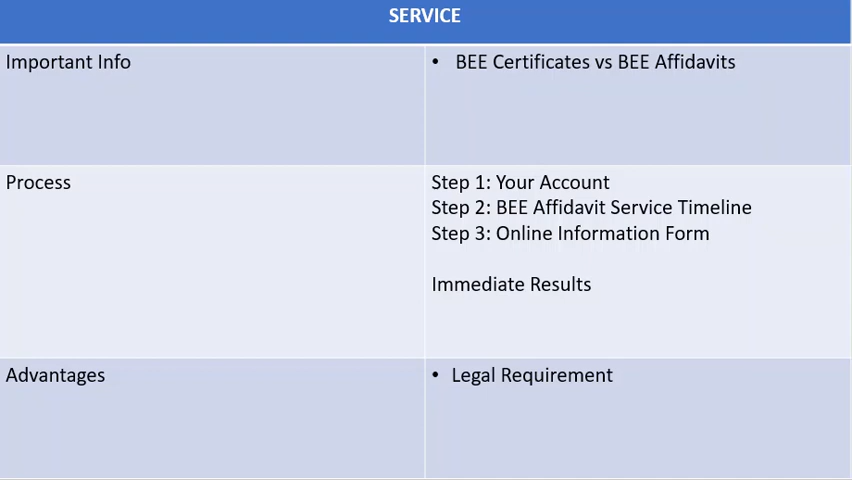 SERVICE
Important Info
• BEE Certificates vs BEE Affidavits
Process
Step 1: Your Account
Step 2: BEE Affidavit Service Timeline
Step 3: Online Information Form
Immediate Results
Advantages
• Legal Requirement